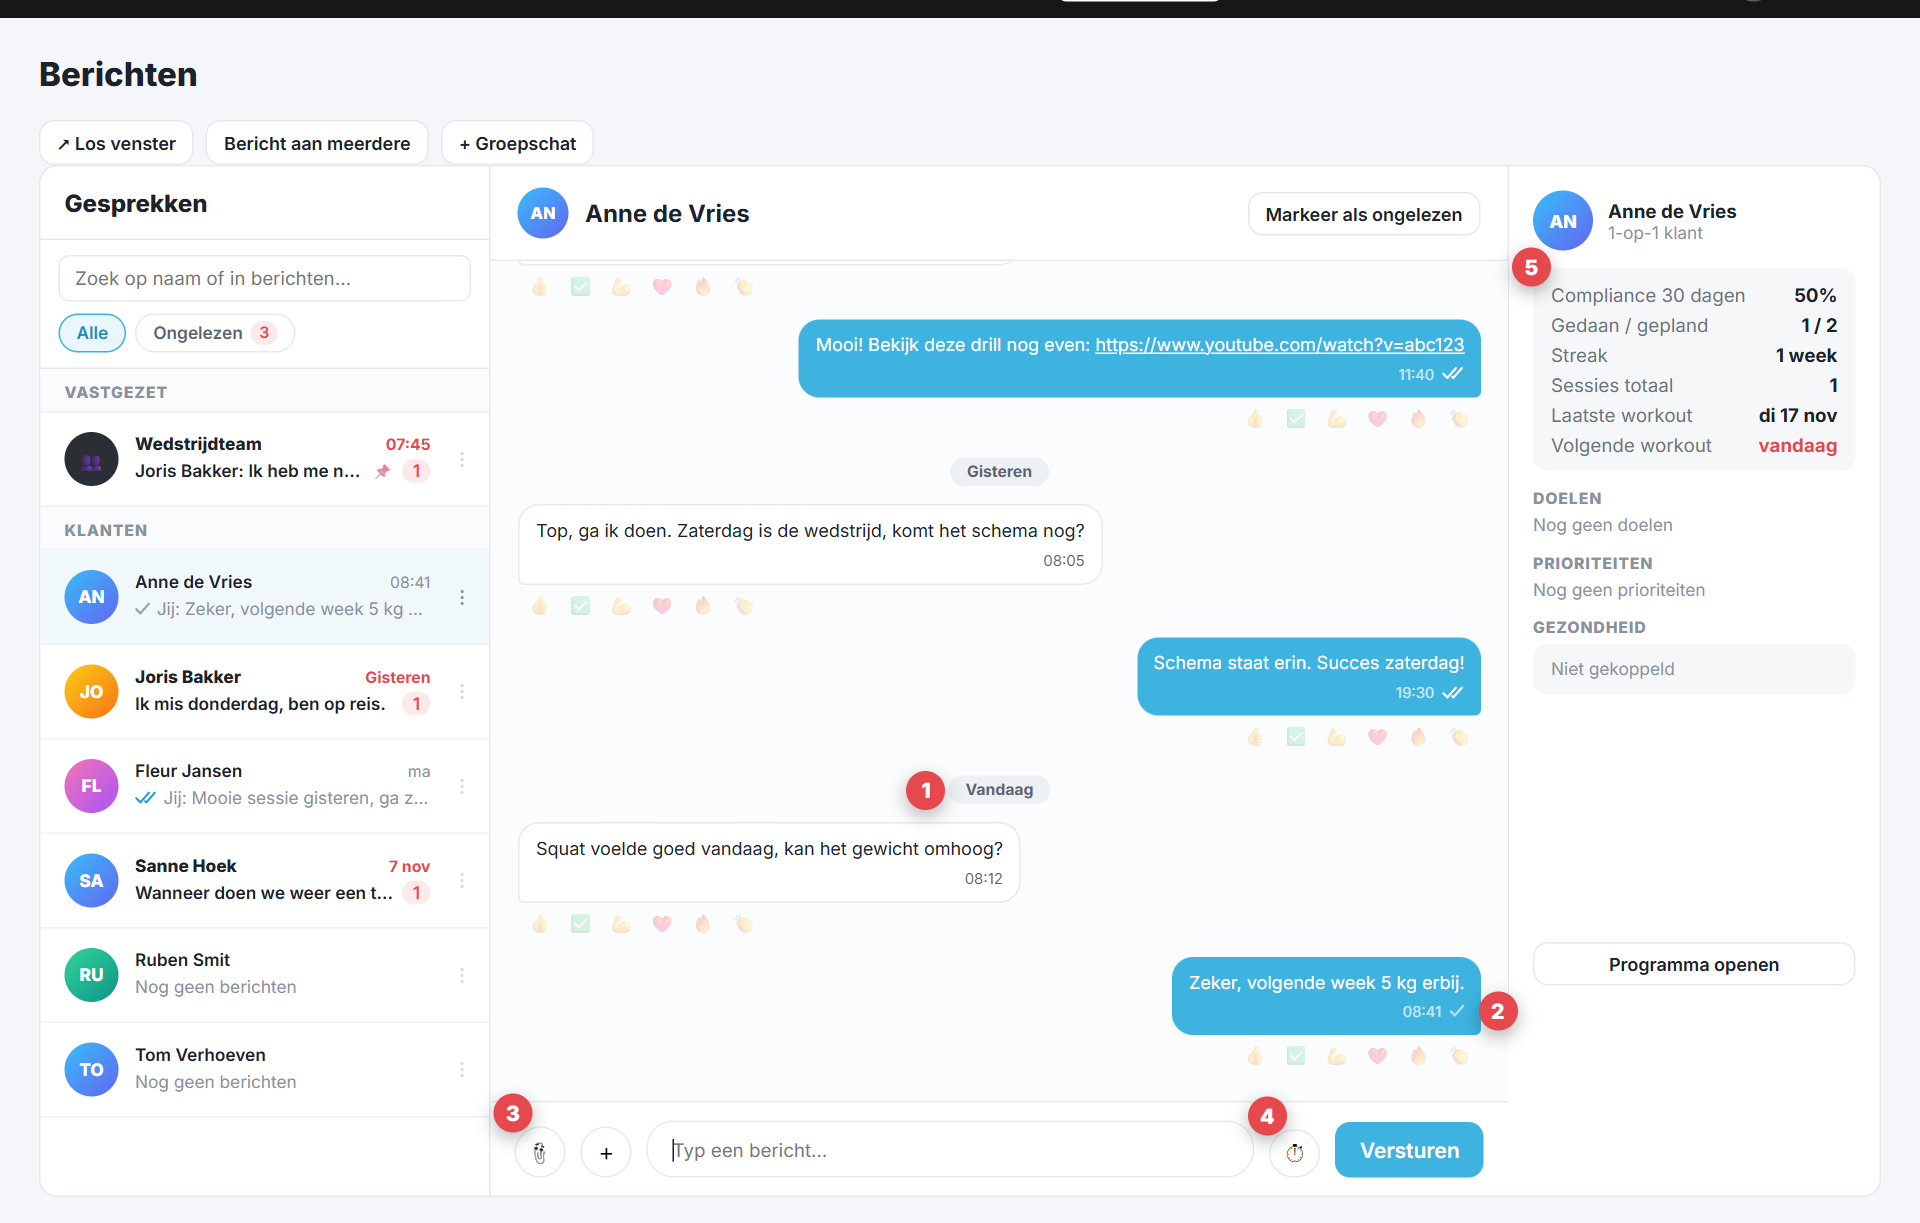 Berichten
↗ Los venster
Bericht aan meerdere
+ Groepschat
Gesprekken
Zoek op naam of in berichten...
Alle
Ongelezen 3
VASTGEZET
Wedstrijdteam 07:45
Joris Bakker: Ik heb me n... 1
KLANTEN
AN
Anne de Vries 08:41
Jij: Zeker, volgende week 5 kg ...
JO
Joris Bakker Gisteren
Ik mis donderdag, ben op reis. 1
FL
Fleur Jansen ma
Jij: Mooie sessie gisteren, ga z...
SA
Sanne Hoek 7 nov
Wanneer doen we weer een t... 1
RU
Ruben Smit
Nog geen berichten
TO
Tom Verhoeven
Nog geen berichten
AN
Anne de Vries
Markeer als ongelezen
Mooi! Bekijk deze drill nog even: https://www.youtube.com/watch?v=abc123
11:40
Gisteren
Top, ga ik doen. Zaterdag is de wedstrijd, komt het schema nog?
08:05
Schema staat erin. Succes zaterdag!
19:30
1
Vandaag
Squat voelde goed vandaag, kan het gewicht omhoog?
08:12
Zeker, volgende week 5 kg erbij.
08:41
2
3
+
Typ een bericht...
4
Versturen
AN
Anne de Vries
1-op-1 klant
5
Compliance 30 dagen 50%
Gedaan / gepland 1 / 2
Streak 1 week
Sessies totaal 1
Laatste workout di 17 nov
Volgende workout vandaag
DOELEN
Nog geen doelen
PRIORITEITEN
Nog geen prioriteiten
GEZONDHEID
Niet gekoppeld
Programma openen